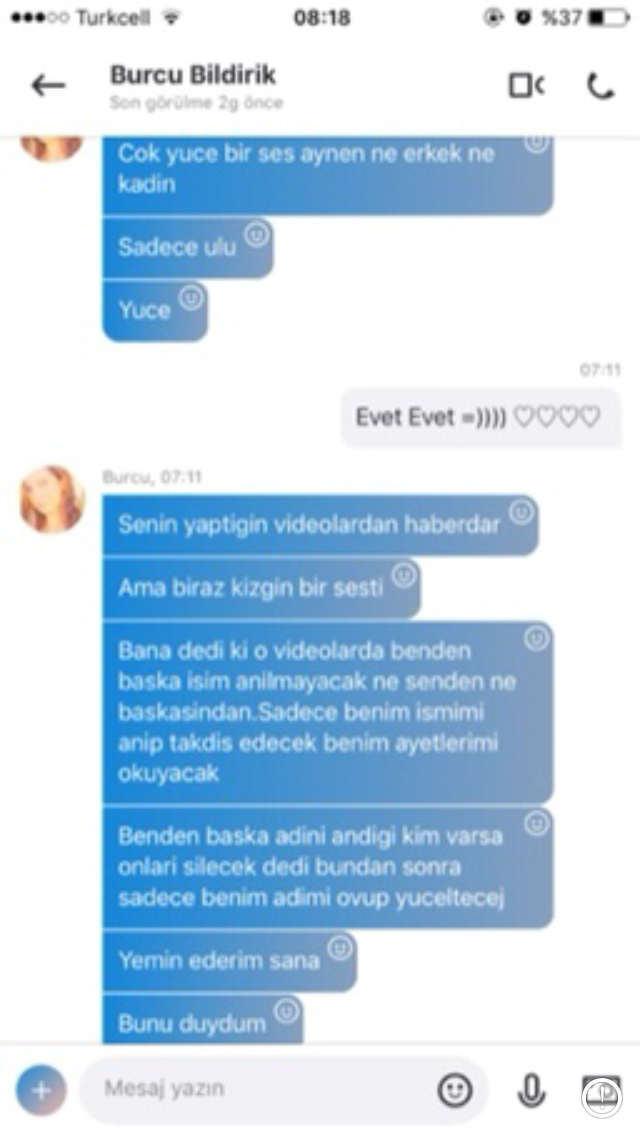 Turkcell
08:18
%37
Burcu Bildirik
Son görülme 2g önce
Cok yuce bir ses aynen ne erkek ne
kadin
Sadece ulu
Yuce
07:11
Evet Evet =)))) ♡♡♡♡
Burcu, 07:11
Senin yaptigin videolardan haberdar
Ama biraz kizgin bir sesti
Bana dedi ki o videolarda benden
baska isim anilmayacak ne senden ne
baskasindan.Sadece benim ismimi
anip takdis edecek benim ayetlerimi
okuyacak
Benden baska adini andigi kim varsa
onlari silecek dedi bundan sonra
sadece benim adimi ovup yuceltecej
Yemin ederim sana
Bunu duydum
Mesaj yazın